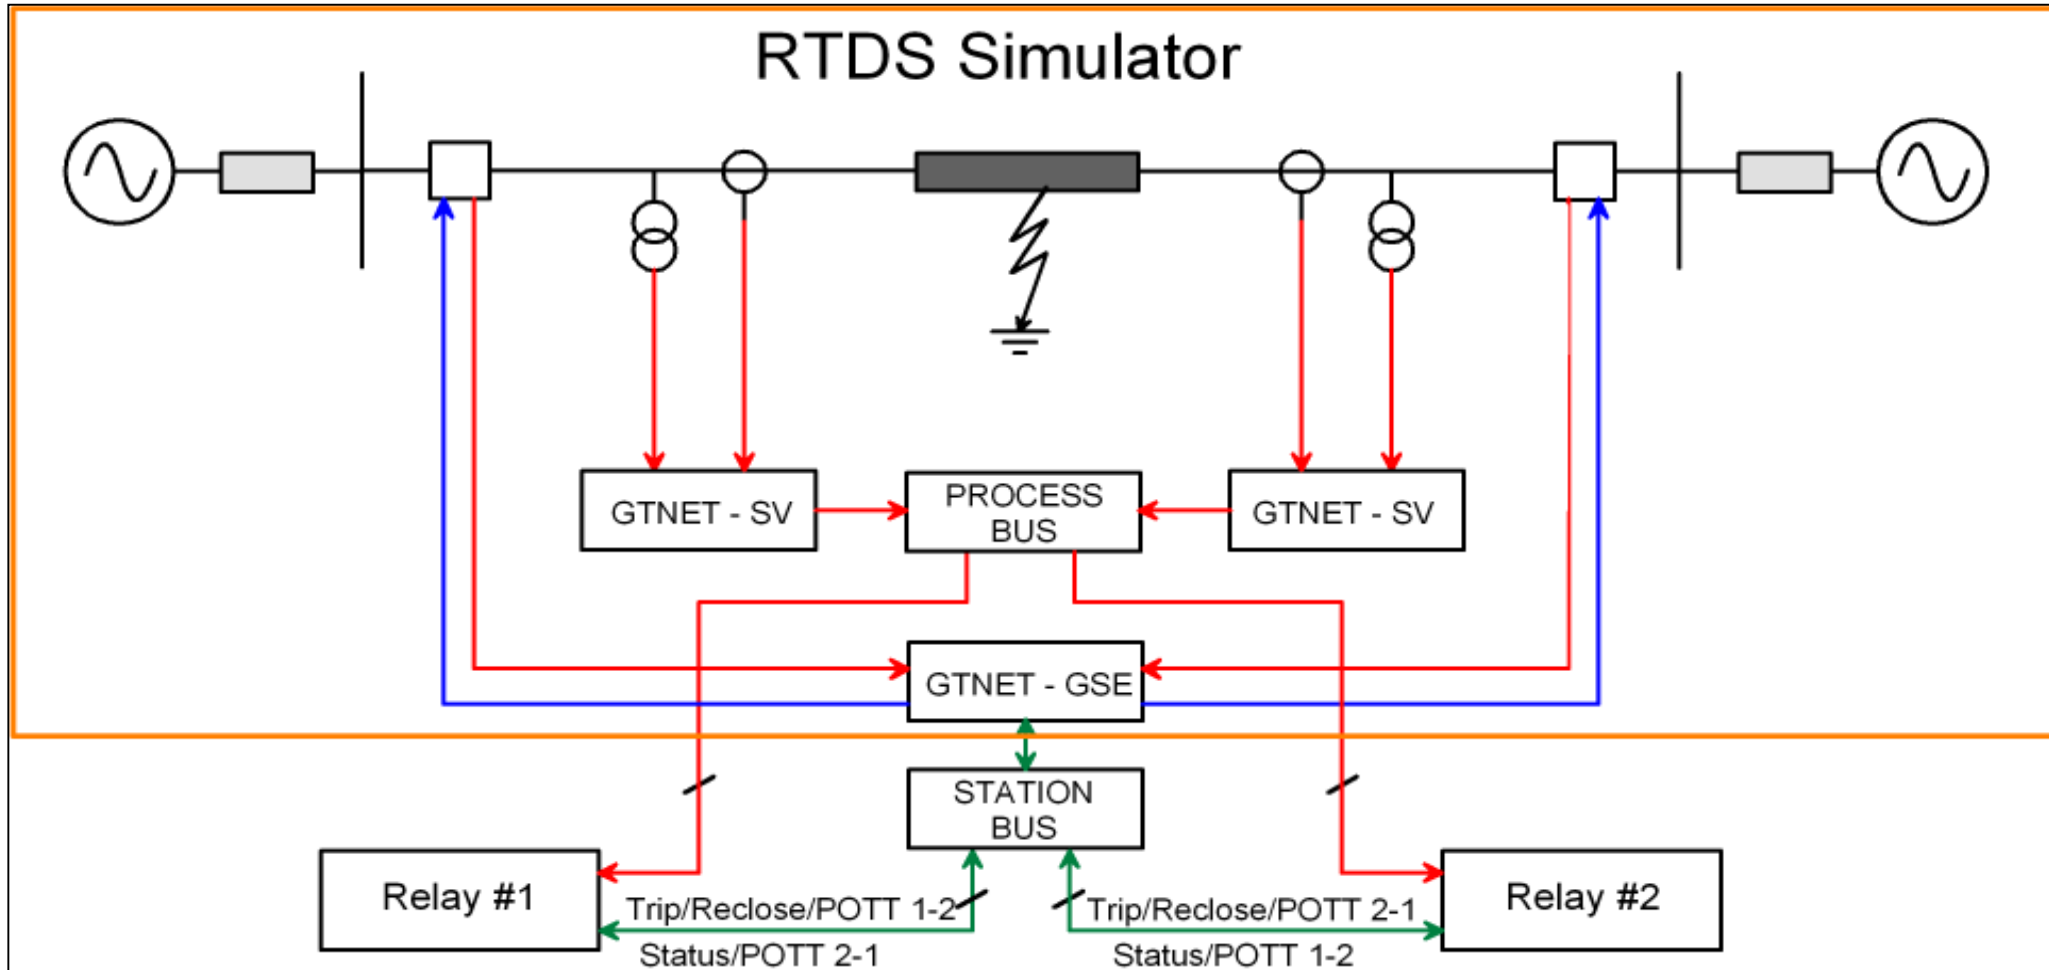 RTDS Simulator
GTNET - SV
PROCESS
BUS
GTNET - SV
GTNET - GSE
STATION
BUS
Relay #1
Trip/Reclose/POTT 1-2
Status/POTT 2-1
Trip/Reclose/POTT 2-1
Status/POTT 1-2
Relay #2